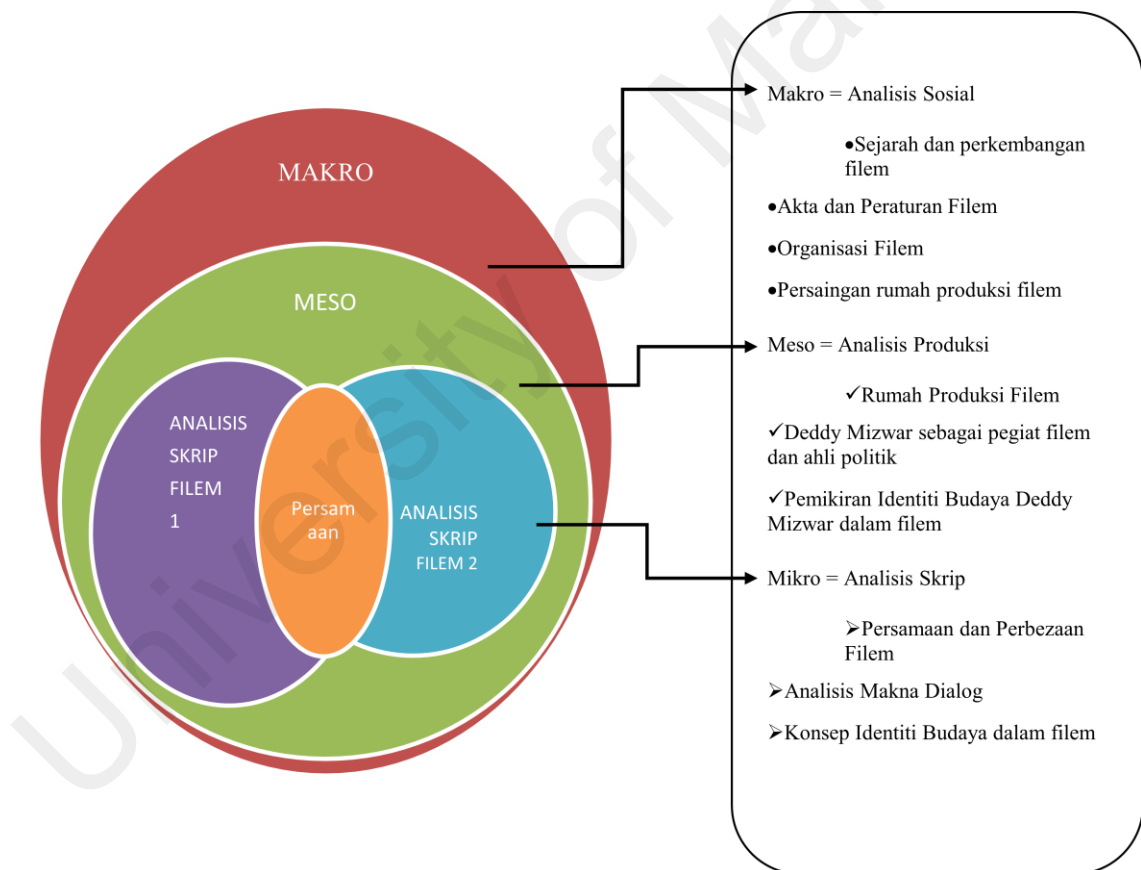 MAKRO
MESO
ANALISIS
SKRIP
FILEM
1
Persam
aan
ANALISIS
SKRIP
FILEM 2
Makro = Analisis Sosial
•Sejarah dan perkembangan
filem
•Akta dan Peraturan Filem
•Organisasi Filem
•Persaingan rumah produksi filem
Meso = Analisis Produksi
✓Rumah Produksi Filem
✓Deddy Mizwar sebagai pegiat filem
dan ahli politik
✓Pemikiran Identiti Budaya Deddy
Mizwar dalam filem
Mikro = Analisis Skrip
➢Persamaan dan Perbezaan
Filem
➢Analisis Makna Dialog
➢Konsep Identiti Budaya dalam filem
University of Ma